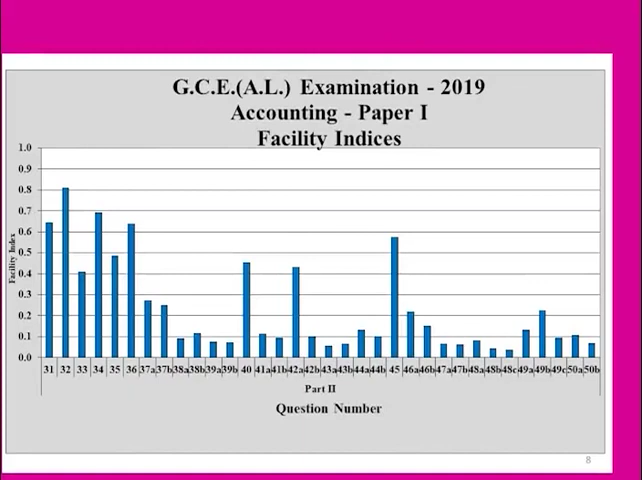 G.C.E.(A.L.) Examination - 2019
Accounting - Paper I
Facility Indices
1.0
0.9
0.8
0.7
0.6
0.5
0.4
0.3
0.2
0.1
0.0
Facility Index
31 32 33 34 35 36 37a 37b 38a 38b 39a 39b 40 41a 41b 42a 42b 43a 43b 44a 44b 45 46a 46b 47a 47b 48a 48b 48c 49a 49b 49c 50a 50b
Part II
Question Number
8